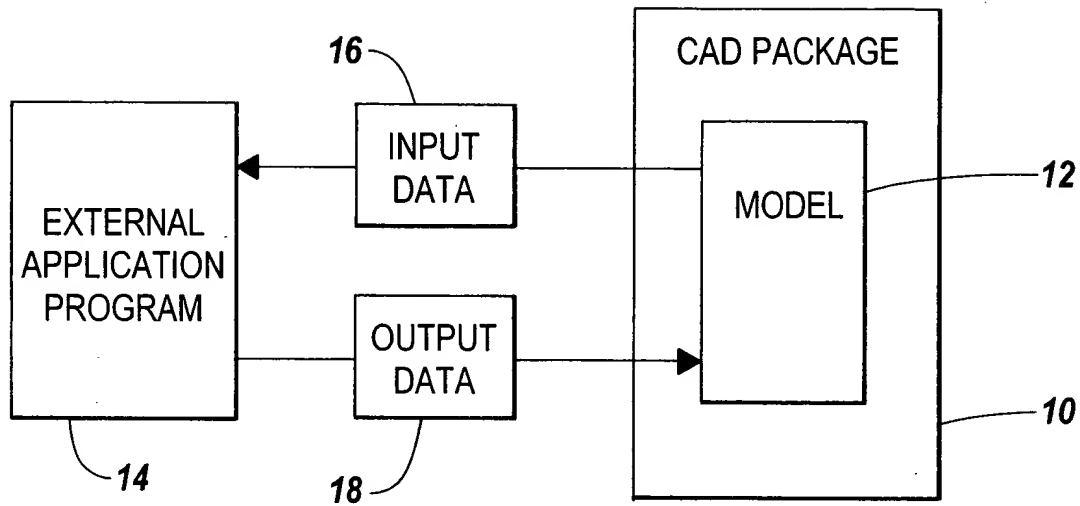 16
CAD PACKAGE
INPUT
DATA
12
MODEL
EXTERNAL
APPLICATION
PROGRAM
OUTPUT
DATA
10
14
18